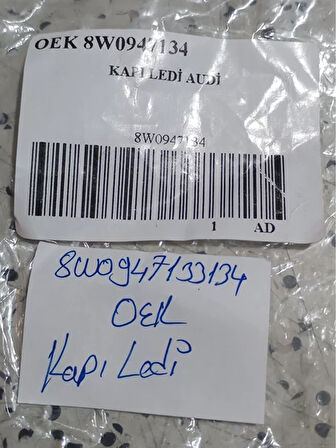 OEK 8W0947134
KAPI LEDİ AUDİ
8W0947134
1 AD
8W0947133134
OEK
Kapı Ledi